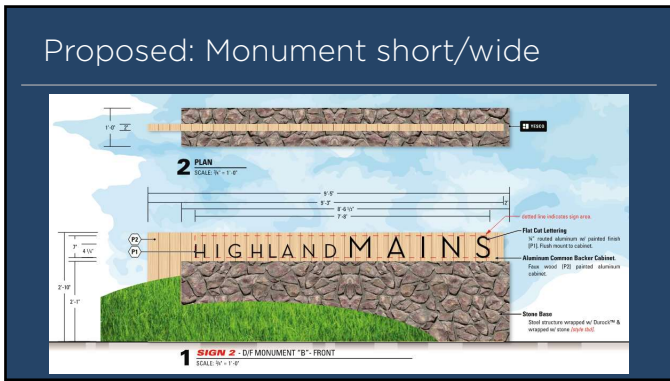 Proposed: Monument short/wide
1'-0"
2"
YESCO
2 PLAN
SCALE: ¾" = 1'-0"
9'-5"
9'-3"
2"
8'-6 ½"
7'-8"
dotted line indicates sign area.
P2
P1
7"
4 ¼"
2'-10"
2'-1"
HIGHLAND MAINS
Flat Cut Lettering
¼" routed aluminum w/ painted finish
[P1]. Flush mount to cabinet.
Aluminum Common Backer Cabinet.
Faux wood [P2] painted aluminum
cabinet.
Stone Base
Steel structure wrapped w/ Durock™ &
wrapped w/ stone [style tbd].
1 SIGN 2 - D/F MONUMENT "B"- FRONT
SCALE: ¾" = 1'-0"